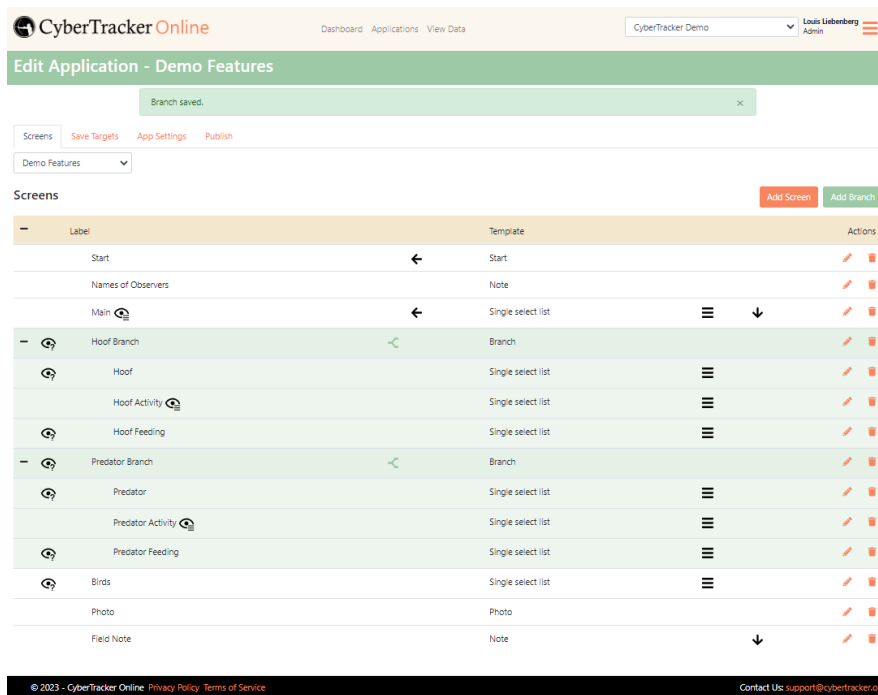 CyberTracker Online
Dashboard Applications View Data
CyberTracker Demo
Louis Liebenberg
Admin
Edit Application - Demo Features
Branch saved. ×
Screens Save Targets App Settings Publish
Demo Features
Screens
Add Screen Add Branch
Label Template Actions
Start Start
Names of Observers Note
Main Single select list
Hoof Branch Branch
Hoof Single select list
Hoof Activity Single select list
Hoof Feeding Single select list
Predator Branch Branch
Predator Single select list
Predator Activity Single select list
Predator Feeding Single select list
Birds Single select list
Photo Photo
Field Note Note
© 2023 - CyberTracker Online Privacy Policy Terms of Service Contact Us: support@cybertracker.o